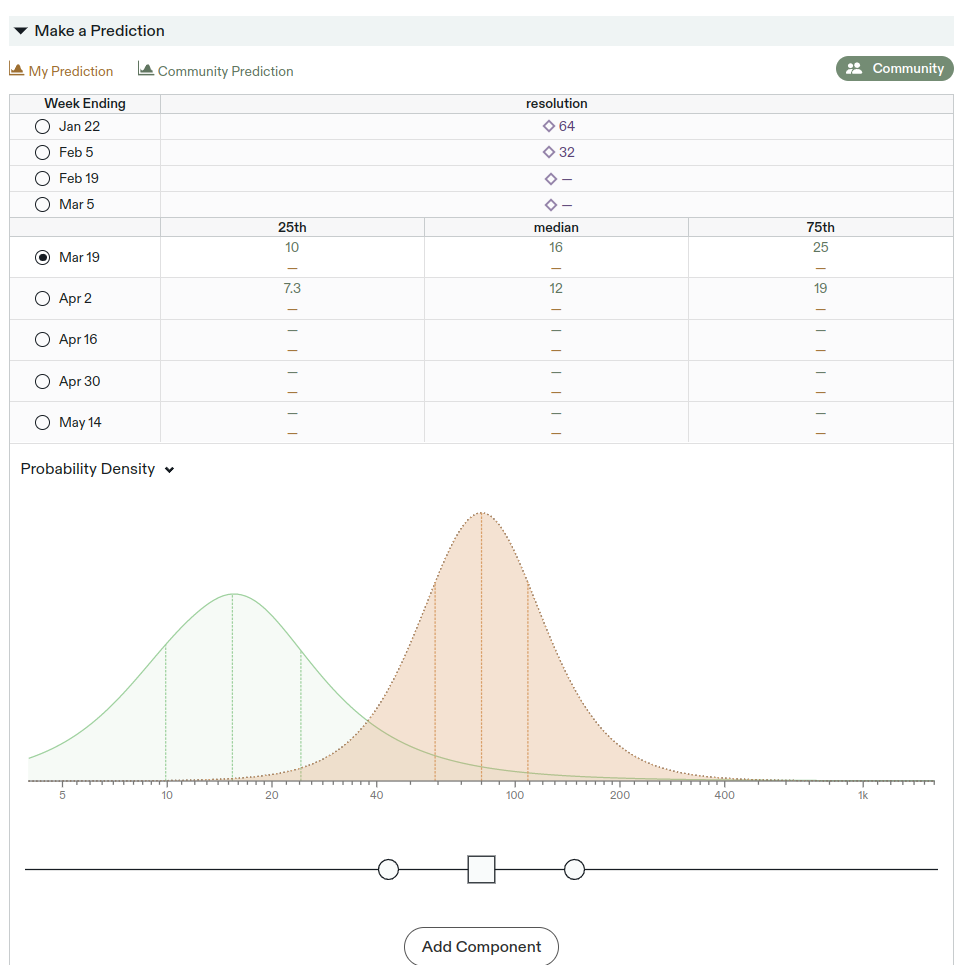 Make a Prediction
My Prediction Community Prediction Community
Week Ending resolution
Jan 22 64
Feb 5 32
Feb 19 —
Mar 5 —
25th median 75th
10 16 25
Mar 19
— — —
7.3 12 19
Apr 2
— — —
— — —
Apr 16
— — —
— — —
Apr 30
— — —
— — —
May 14
— — —
Probability Density
5 10 20 40 100 200 400 1k
Add Component